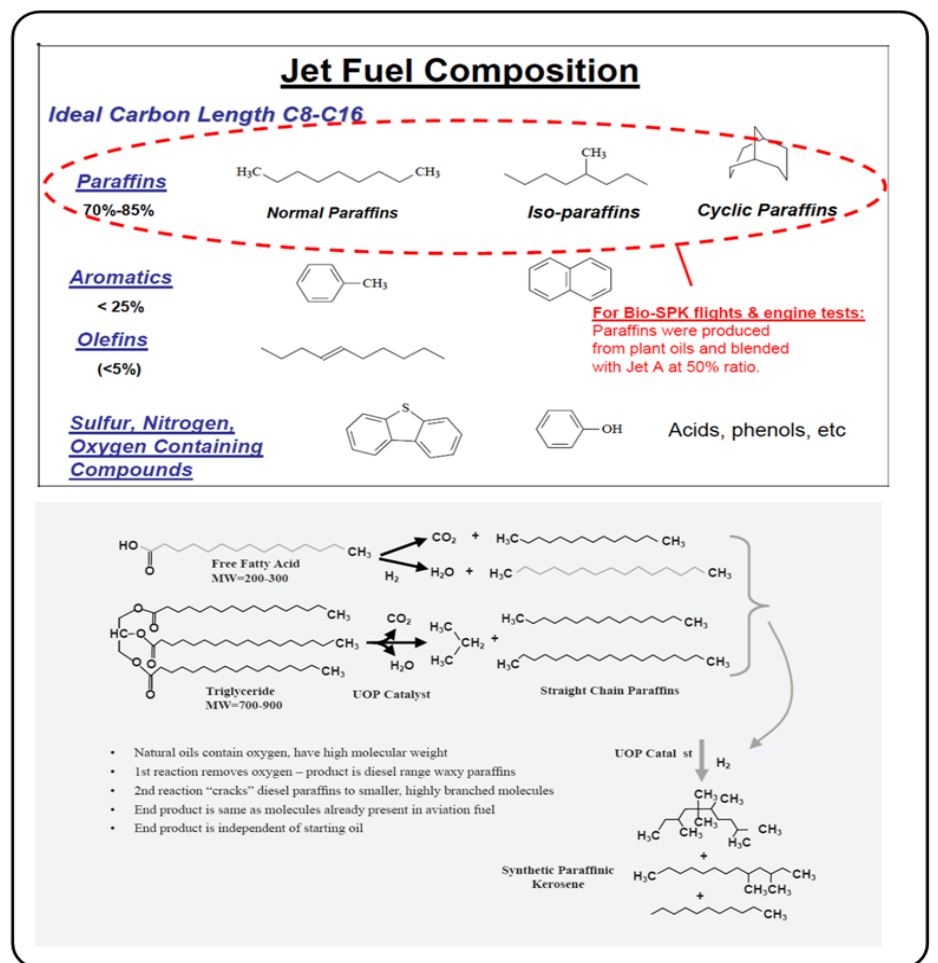 Jet Fuel Composition
Ideal Carbon Length C8-C16
Paraffins
70%-85%
H₃C CH₃
Normal Paraffins
CH₃
Iso-paraffins
Cyclic Paraffins
Aromatics
< 25%
CH₃
For Bio-SPK flights & engine tests:
Paraffins were produced
from plant oils and blended
with Jet A at 50% ratio.
Olefins
(<5%)
Sulfur, Nitrogen,
Oxygen Containing
Compounds
S
OH
Acids, phenols, etc
HO
O
CH₃
Free Fatty Acid
MW=200-300
H₂
CO₂ + H₃C CH₃
H₂O + H₃C CH₃
O
O
CH₃
HC-O
O
CH₃
O
O
CH₃
Triglyceride
MW=700-900
CO₂
H₂O
UOP Catalyst
H₃C
CH₂ +
H₃C
H₃C CH₃
H₃C CH₃
Straight Chain Paraffins
• Natural oils contain oxygen, have high molecular weight
• 1st reaction removes oxygen – product is diesel range waxy paraffins
• 2nd reaction “cracks” diesel paraffins to smaller, highly branched molecules
• End product is same as molecules already present in aviation fuel
• End product is independent of starting oil
UOP Catal st
H₂
CH₃ CH₃
CH₃
H₃C CH₃ H₃C CH₃
+
Synthetic Paraffinic
Kerosene
H₃C CH₃
CH₃CH₃
+
CH₃